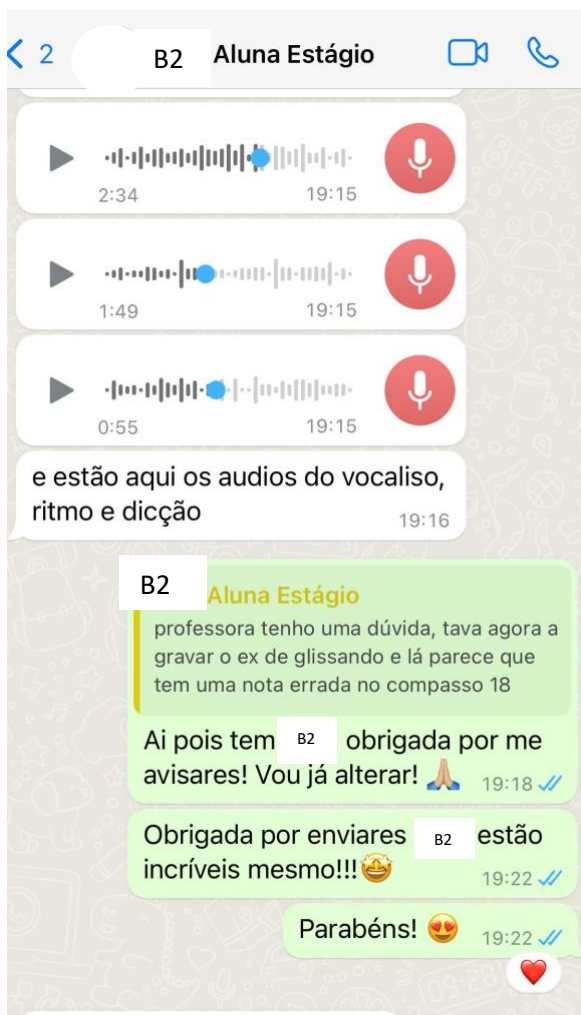 2 B2 Aluna Estágio
2:34 19:15
1:49 19:15
0:55 19:15
e estão aqui os audios do vocaliso,
ritmo e dicção
19:16
B2 Aluna Estágio
professora tenho uma dúvida, tava agora a
gravar o ex de glissando e lá parece que
tem uma nota errada no compasso 18
Ai pois tem B2 obrigada por me
avisares! Vou já alterar! 🙏🏼 19:18
Obrigada por enviares B2 estão
incríveis mesmo!!!🤩
19:22
Parabéns! 😍 19:22